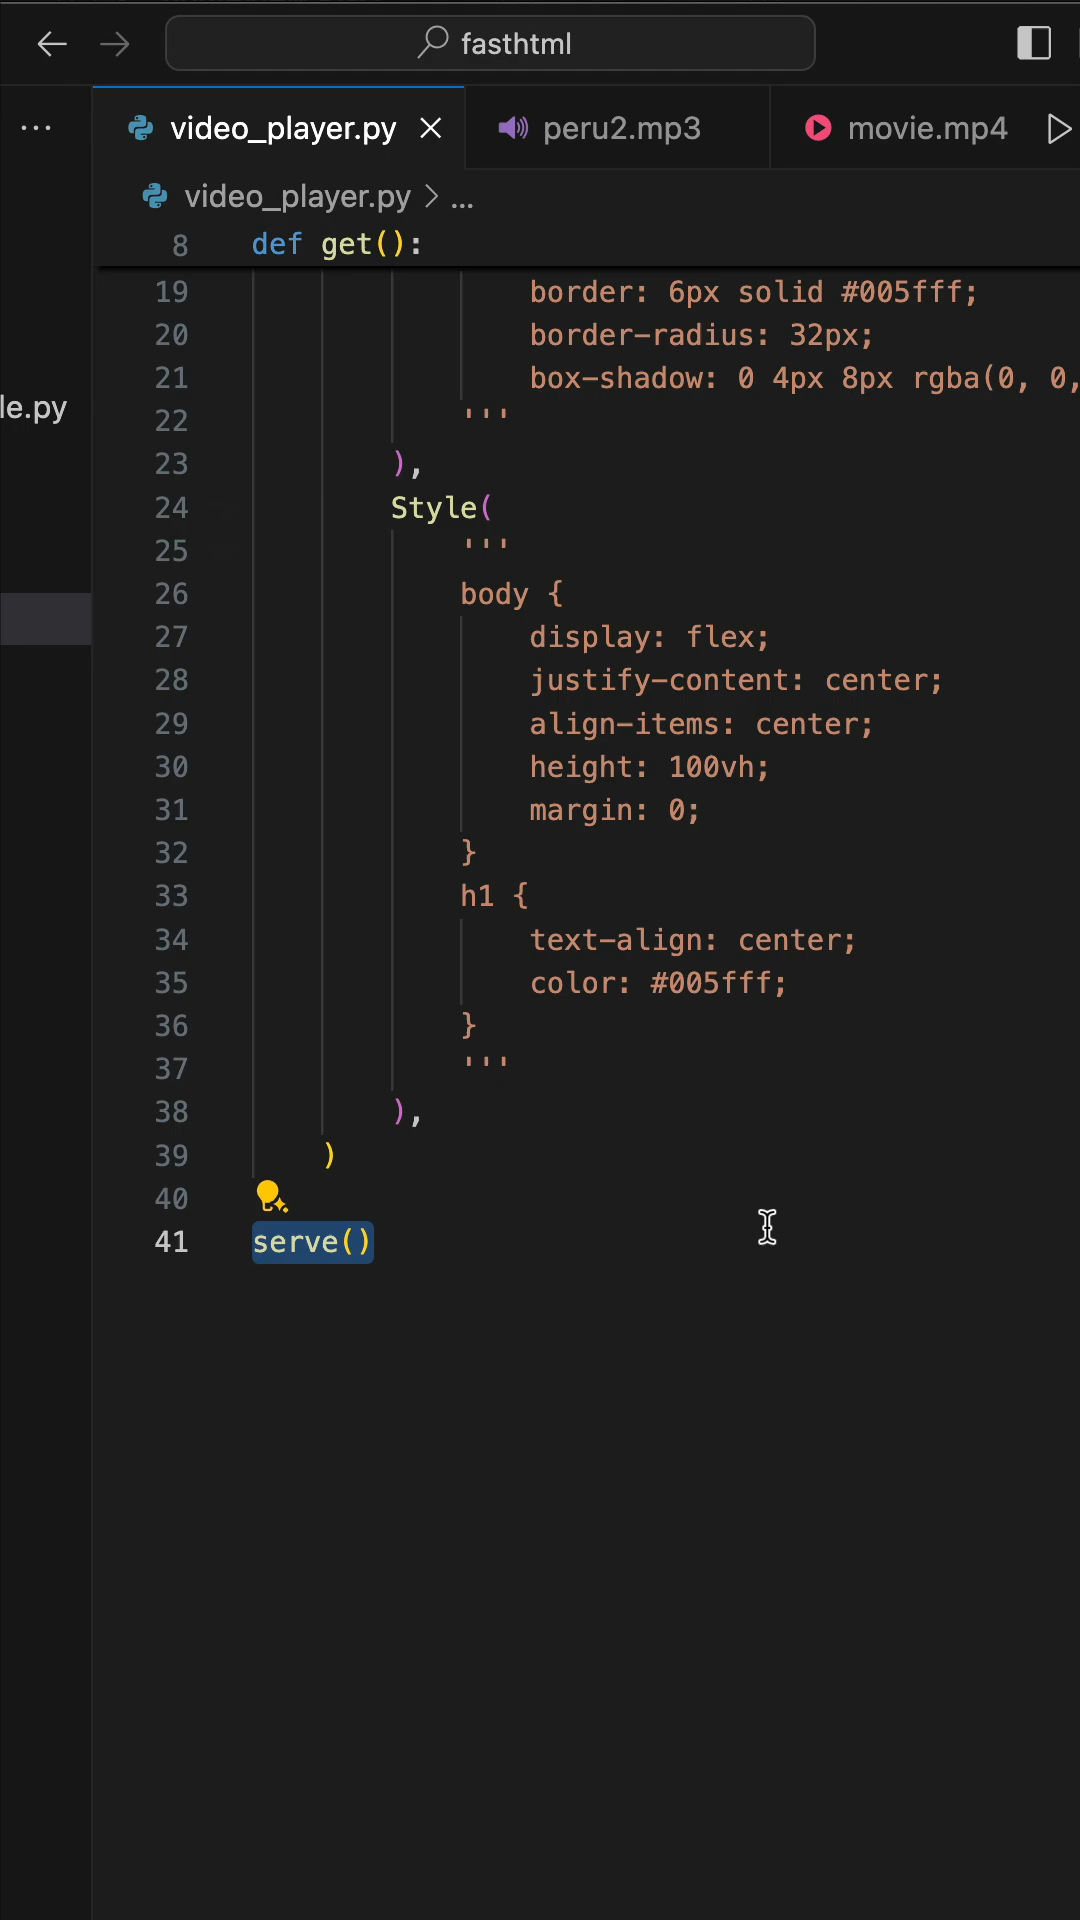 fasthtml
video_player.py
peru2.mp3
movie.mp4
video_player.py > ...
8 def get():
19 border: 6px solid #005fff;
20 border-radius: 32px;
21 box-shadow: 0 4px 8px rgba(0, 0,
le.py
22 '''
23 ),
24 Style(
25 '''
26 body {
27 display: flex;
28 justify-content: center;
29 align-items: center;
30 height: 100vh;
31 margin: 0;
32 }
33 h1 {
34 text-align: center;
35 color: #005fff;
36 }
37 '''
38 ),
39 )
40
41 serve()